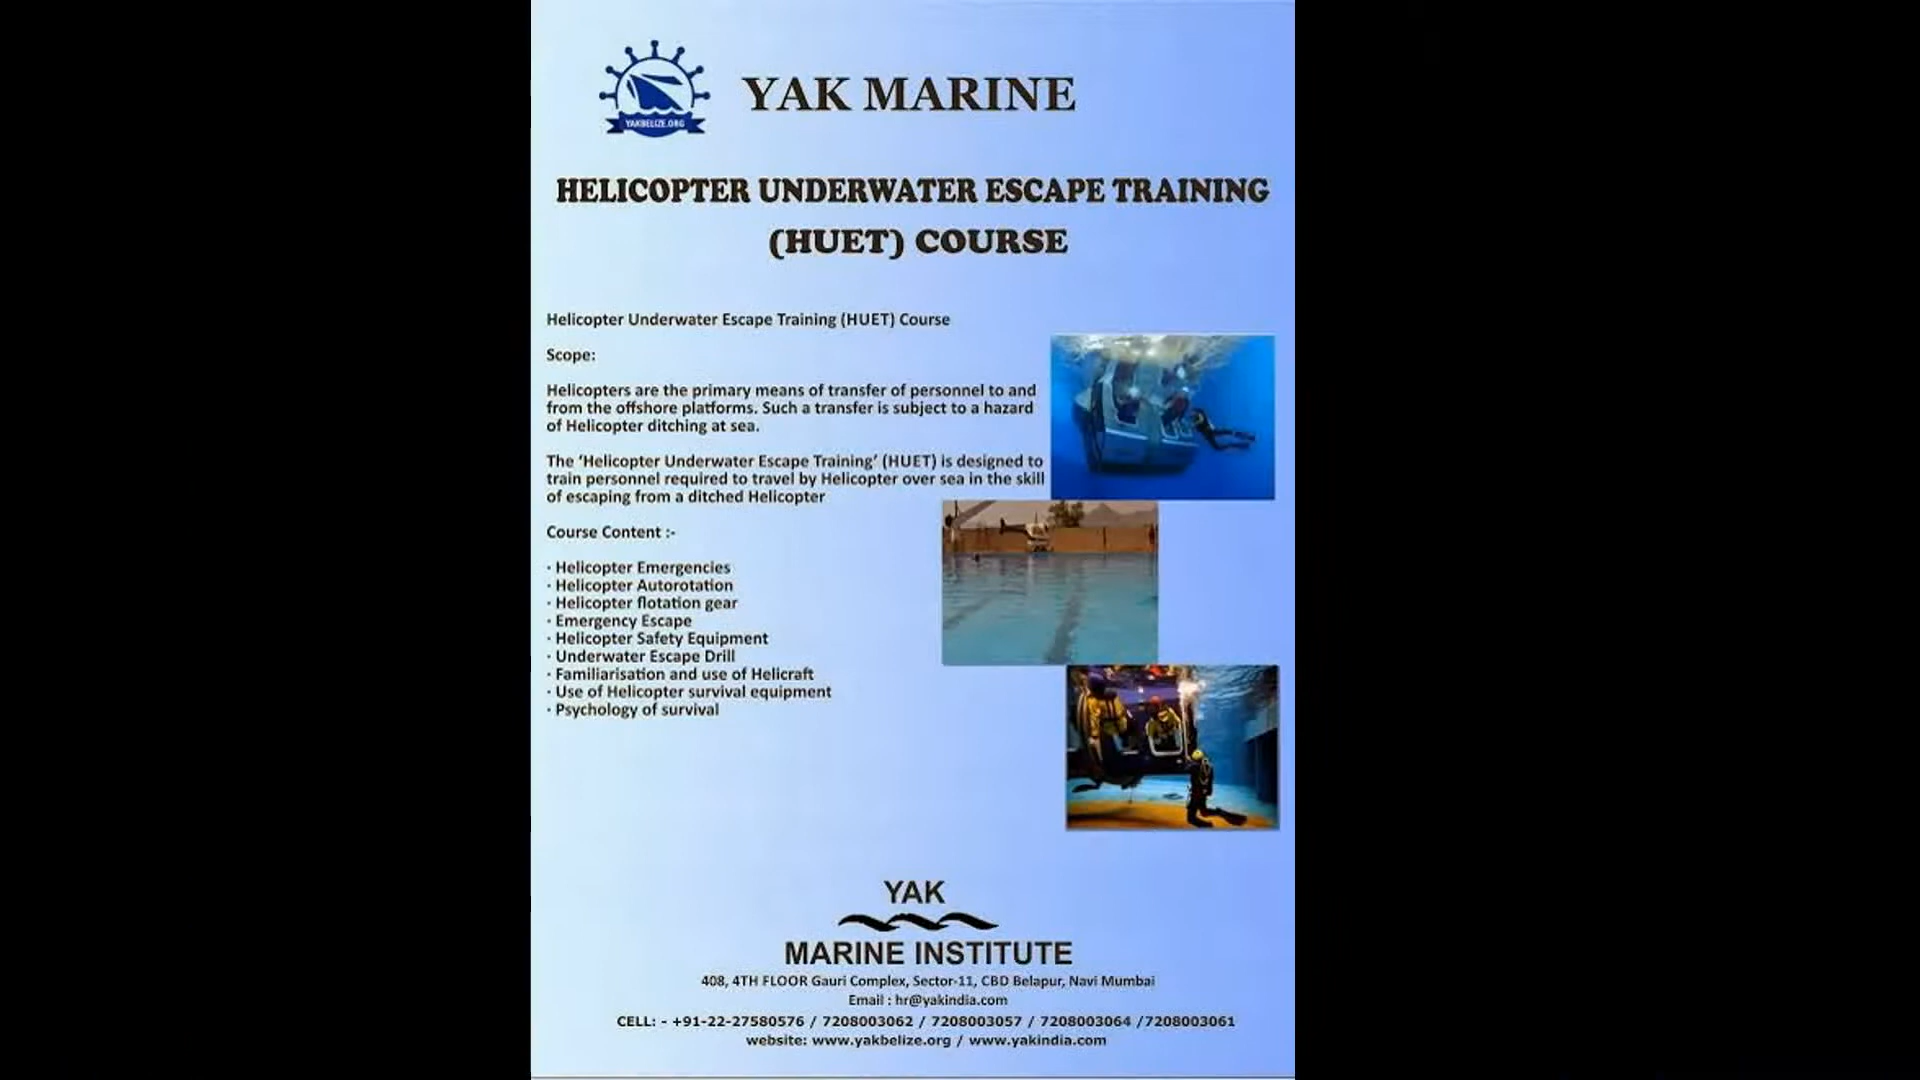 YAKBELIZE.ORG
YAK MARINE
HELICOPTER UNDERWATER ESCAPE TRAINING
(HUET) COURSE
Helicopter Underwater Escape Training (HUET) Course
Scope:
Helicopters are the primary means of transfer of personnel to and
from the offshore platforms. Such a transfer is subject to a hazard
of Helicopter ditching at sea.
The ‘Helicopter Underwater Escape Training’ (HUET) is designed to
train personnel required to travel by Helicopter over sea in the skill
of escaping from a ditched Helicopter
Course Content :-
· Helicopter Emergencies
· Helicopter Autorotation
· Helicopter flotation gear
· Emergency Escape
· Helicopter Safety Equipment
· Underwater Escape Drill
· Familiarisation and use of Helicraft
· Use of Helicopter survival equipment
· Psychology of survival
YAK
MARINE INSTITUTE
408, 4TH FLOOR Gauri Complex, Sector-11, CBD Belapur, Navi Mumbai
Email : hr@yakindia.com
CELL: - +91-22-27580576 / 7208003062 / 7208003057 / 7208003064 /7208003061
website: www.yakbelize.org / www.yakindia.com